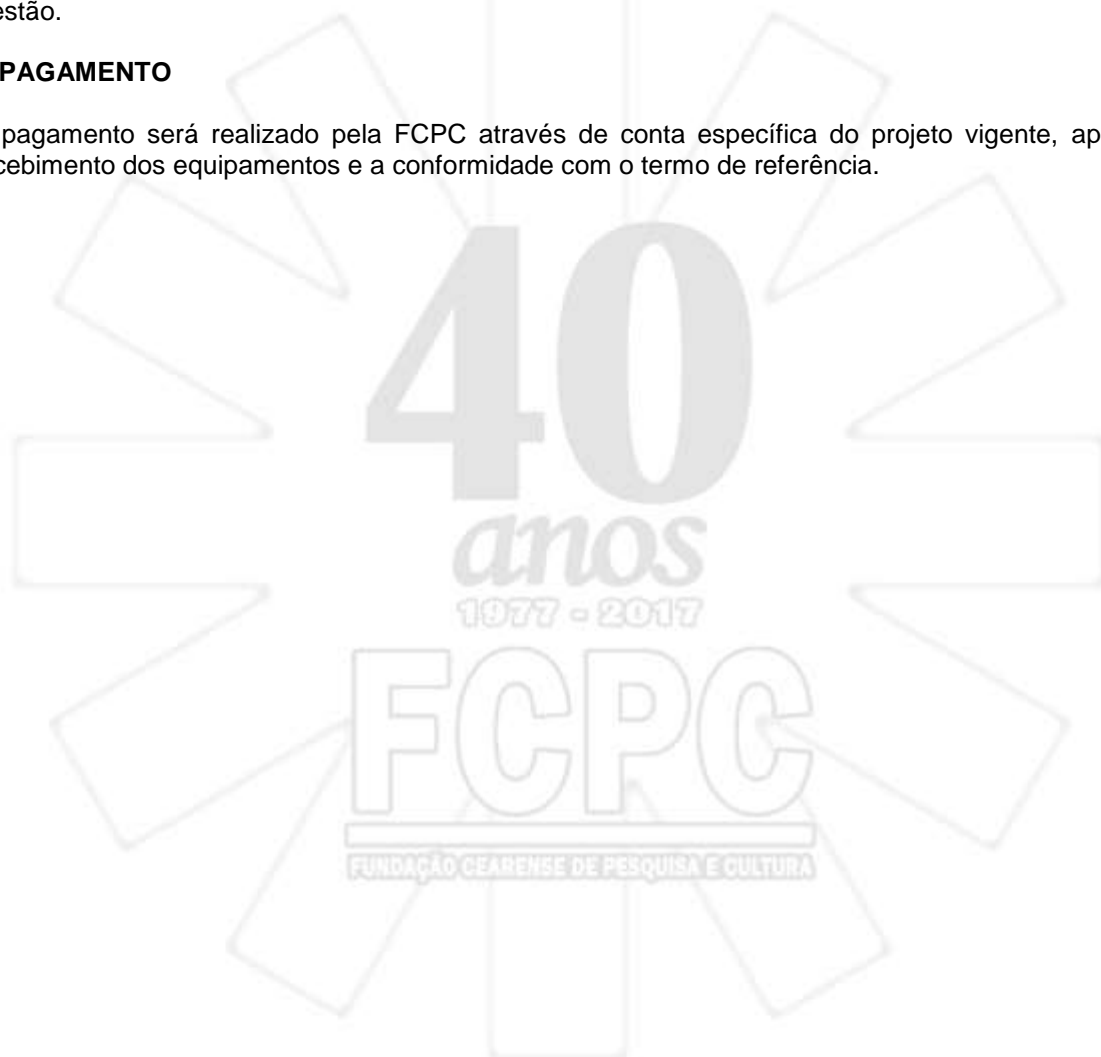 estão.
PAGAMENTO
pagamento será realizado pela FCPC através de conta específica do projeto vigente, ap
cebimento dos equipamentos e a conformidade com o termo de referência.
40
anos
1977 - 2017
FCPC
FUNDAÇÃO CEARENSE DE PESQUISA E CULTURA